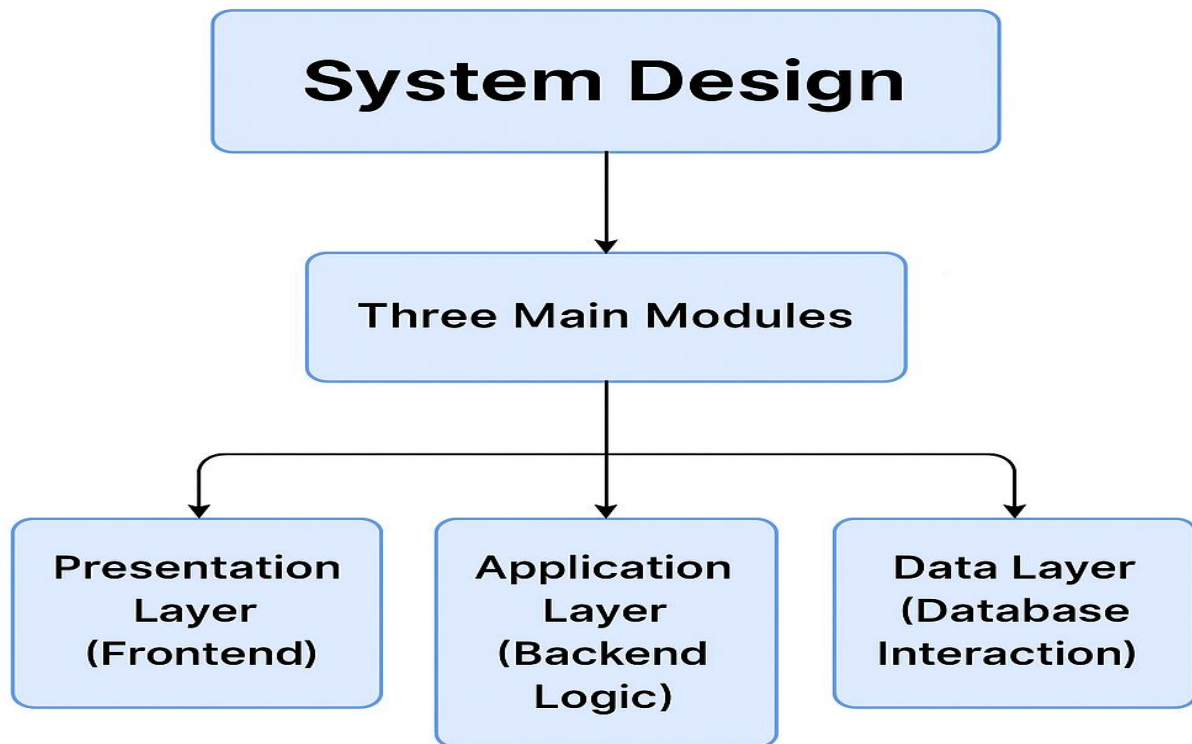 System Design
Three Main Modules
Presentation
Layer
(Frontend)
Application
Layer
(Backend
Logic)
Data Layer
(Database
Interaction)